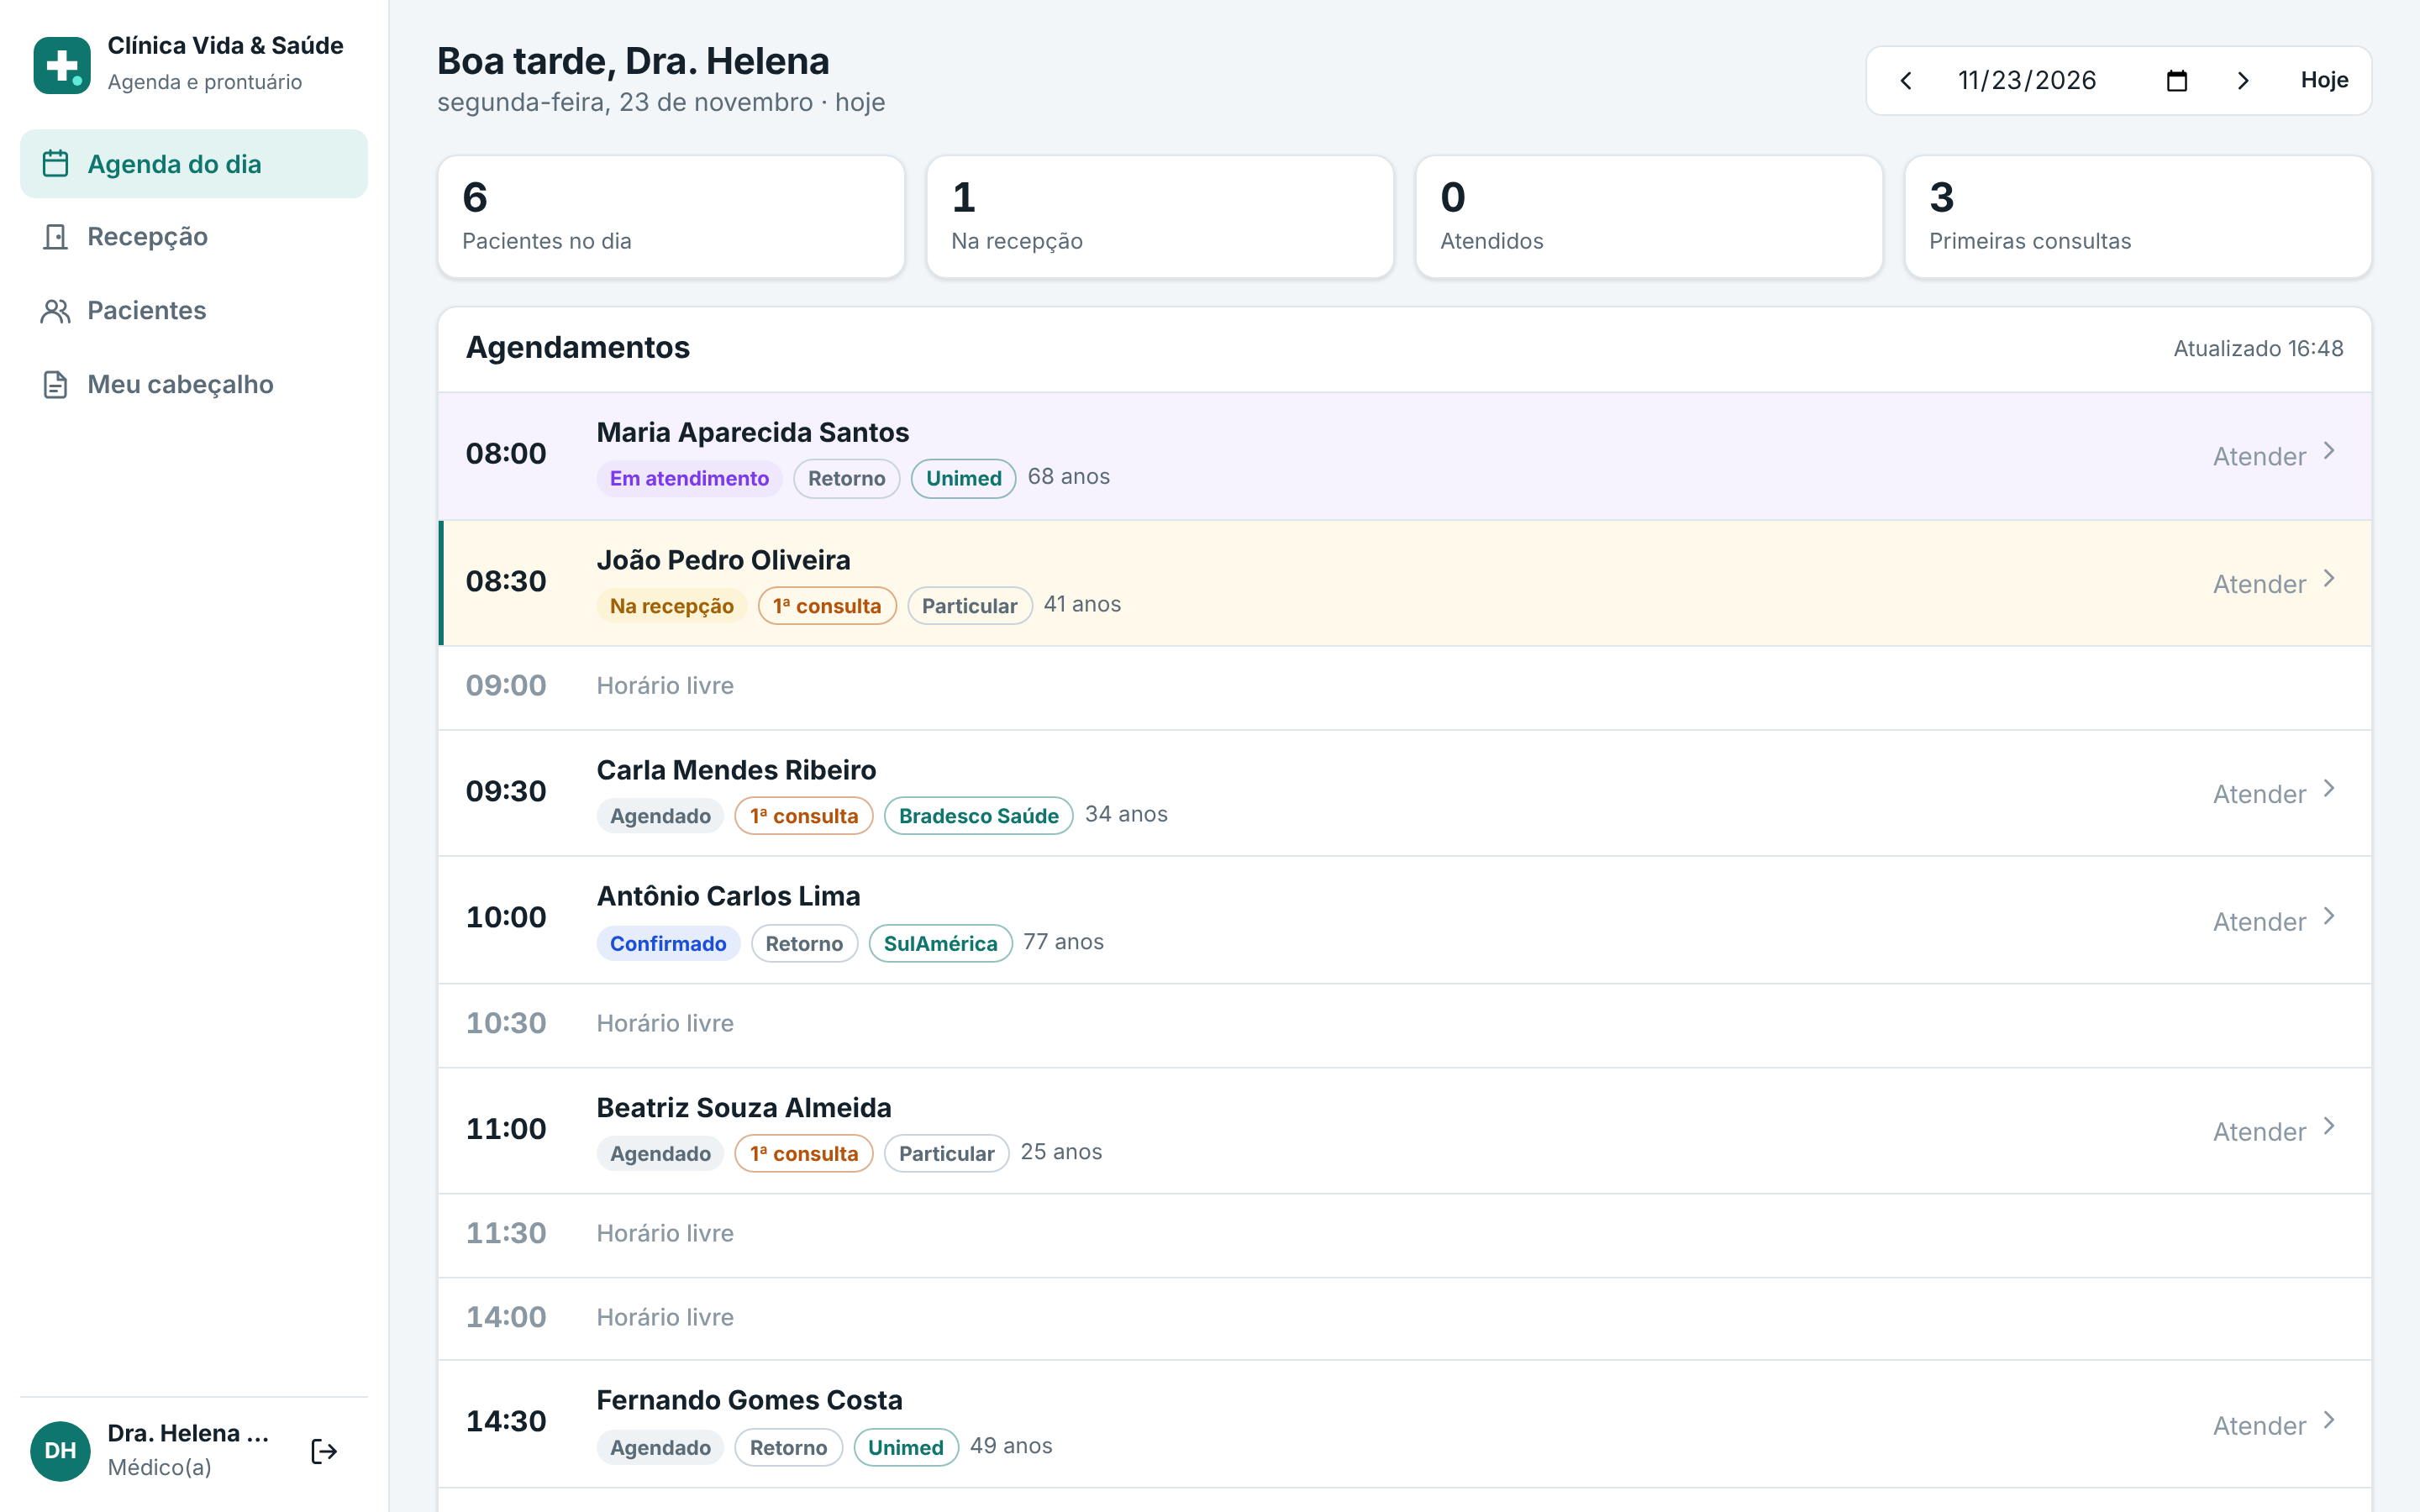 Clínica Vida & Saúde
Agenda e prontuário
Agenda do dia
Recepção
Pacientes
Meu cabeçalho
DH
Dra. Helena ...
Médico(a)
Boa tarde, Dra. Helena
segunda-feira, 23 de novembro · hoje
11/23/2026
Hoje
6
Pacientes no dia
1
Na recepção
0
Atendidos
3
Primeiras consultas
Agendamentos
Atualizado 16:48
08:00
Maria Aparecida Santos
Em atendimento Retorno Unimed 68 anos
Atender
08:30
João Pedro Oliveira
Na recepção 1ª consulta Particular 41 anos
Atender
09:00 Horário livre
09:30
Carla Mendes Ribeiro
Agendado 1ª consulta Bradesco Saúde 34 anos
Atender
10:00
Antônio Carlos Lima
Confirmado Retorno SulAmérica 77 anos
Atender
10:30 Horário livre
11:00
Beatriz Souza Almeida
Agendado 1ª consulta Particular 25 anos
Atender
11:30 Horário livre
14:00 Horário livre
14:30
Fernando Gomes Costa
Agendado Retorno Unimed 49 anos
Atender